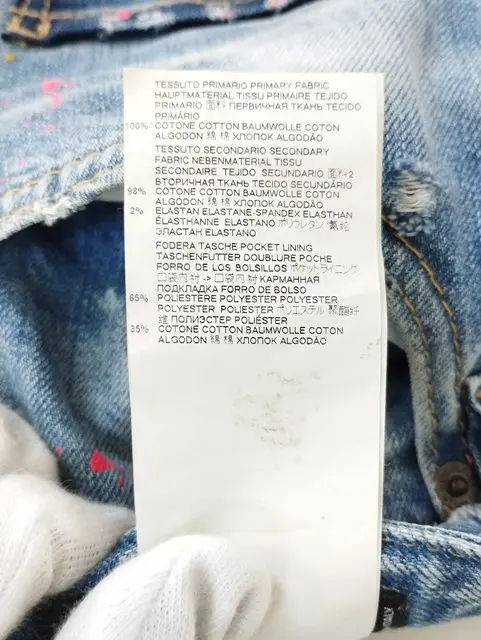 TESSUTO PRIMARIO PRIMARY FABRIC
HAUPTMATERIAL TISSU PRIMAIRE TEJIDO
PRIMARIO 面料 ПЕРВИЧНАЯ ТКАНЬ TECIDO
PRIMÁRIO
100% COTONE COTTON BAUMWOLLE COTON
ALGODON 綿 棉 ХЛОПОК ALGODÃO
TESSUTO SECONDARIO SECONDARY
FABRIC NEBENMATERIAL TISSU
SECONDAIRE TEJIDO SECUNDARIO 面料2
ВТОРИЧНАЯ ТКАНЬ TECIDO SECUNDÁRIO
98% COTONE COTTON BAUMWOLLE COTON
ALGODON 綿 棉 ХЛОПОК ALGODÃO
2% ELASTAN ELASTANE-SPANDEX ELASTHAN
ÉLASTHANNE ELASTANO ポリウレタン 氨纶
ЭЛАСТАН ELASTANO
FODERA TASCHE POCKET LINING
TASCHENFUTTER DOUBLURE POCHE
FORRO DE LOS BOLSILLOS ポケットライニング
口袋内衬 -> 口袋内衬 КАРМАННАЯ
ПОДКЛАДКА FORRO DE BOLSO
65% POLIESTERE POLYESTER POLYESTER
POLYESTER POLIESTER ポリエステル 聚酯纤
维 ПОЛИЭСТЕР POLIÉSTER
35% COTONE COTTON BAUMWOLLE COTON
ALGODON 綿 棉 ХЛОПОК ALGODÃO